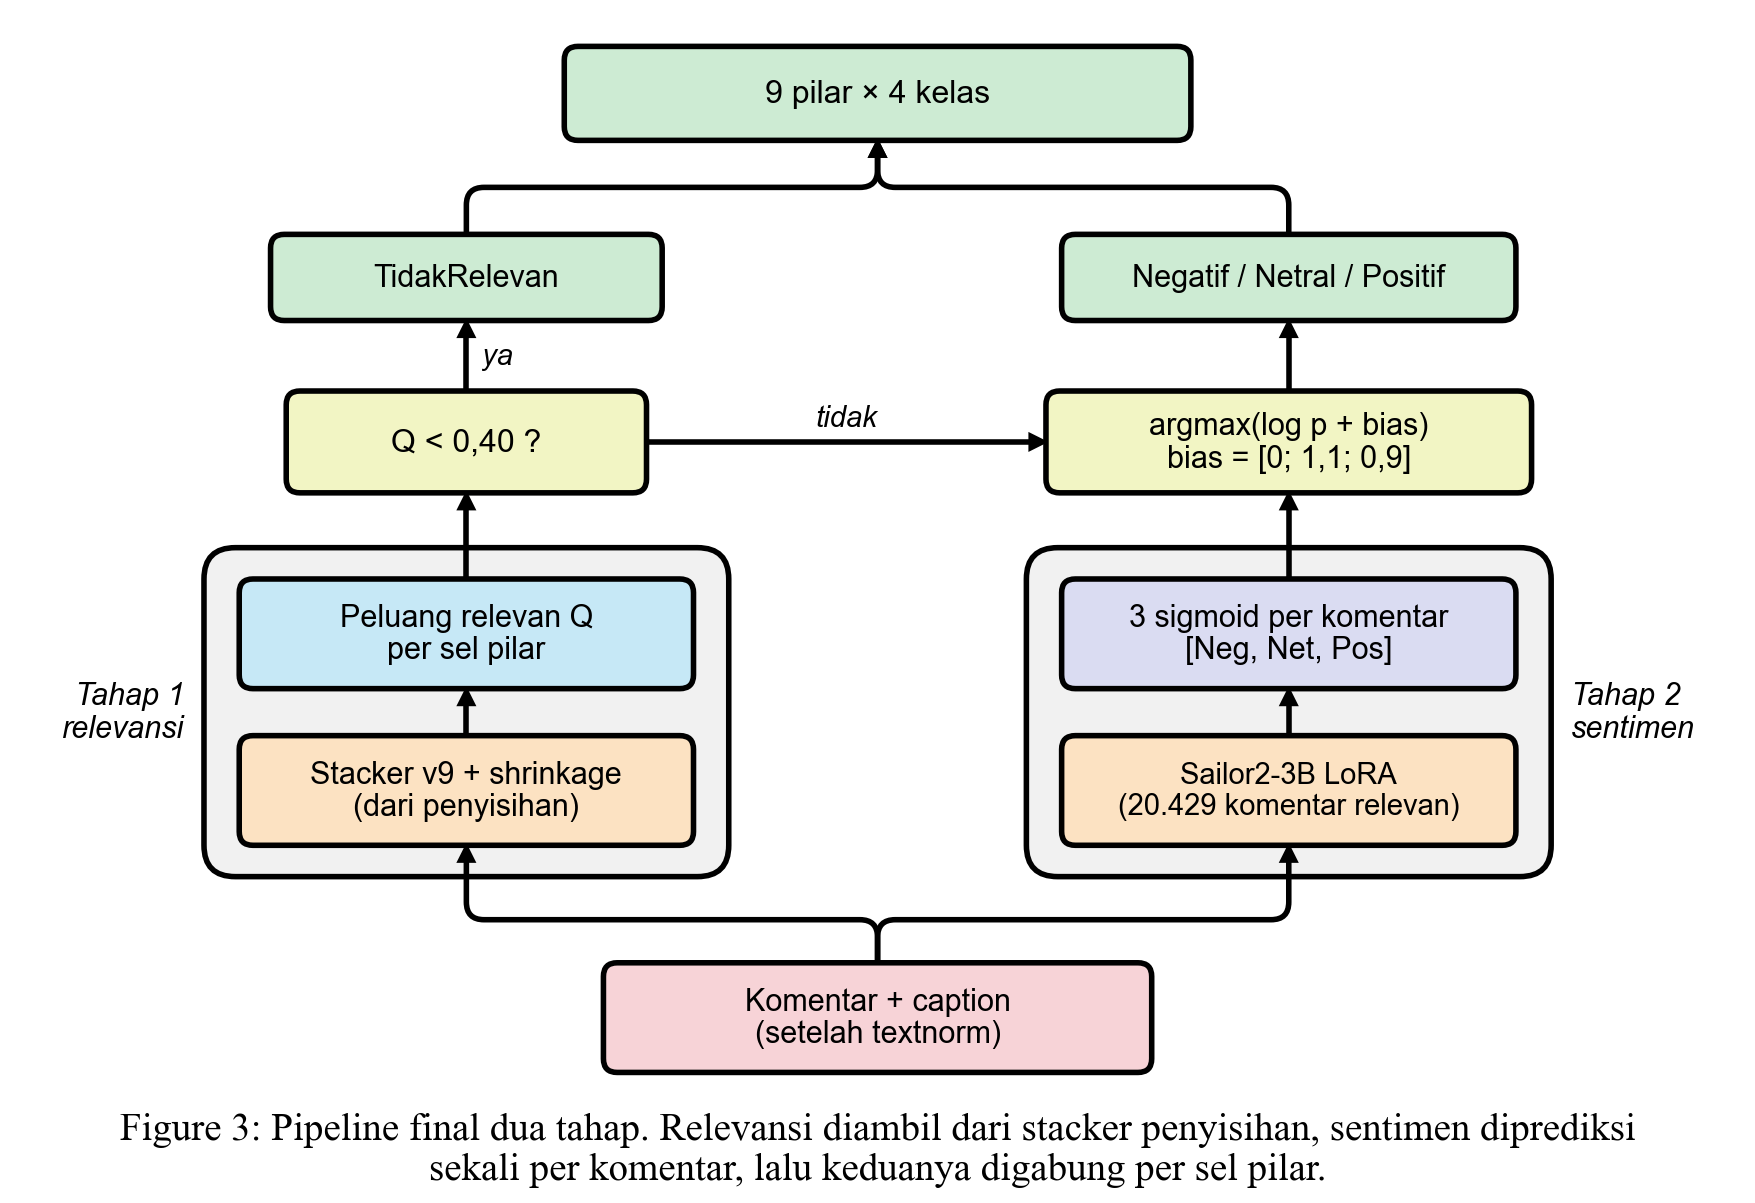 9 pilar × 4 kelas
TidakRelevan
Negatif / Netral / Positif
ya
Q < 0,40 ?
tidak
argmax(log p + bias)
bias = [0; 1,1; 0,9]
Peluang relevan Q
per sel pilar
3 sigmoid per komentar
[Neg, Net, Pos]
Tahap 1
relevansi
Tahap 2
sentimen
Stacker v9 + shrinkage
(dari penyisihan)
Sailor2-3B LoRA
(20.429 komentar relevan)
Komentar + caption
(setelah textnorm)
Figure 3: Pipeline final dua tahap. Relevansi diambil dari stacker penyisihan, sentimen diprediksi
sekali per komentar, lalu keduanya digabung per sel pilar.